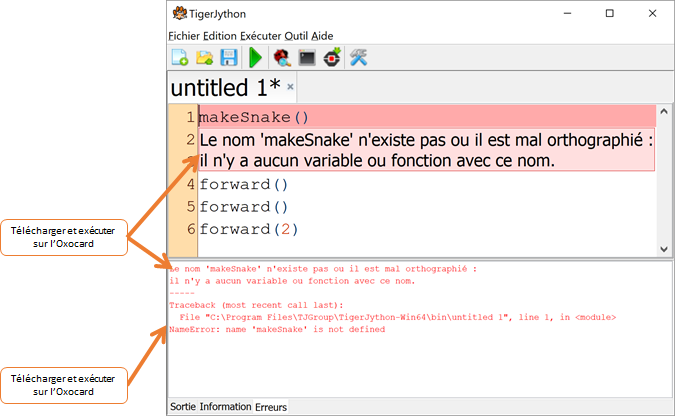 TigerJython
Fichier Edition Exécuter Outil Aide
untitled 1*
1 makeSnake()
2 Le nom 'makeSnake' n'existe pas ou il est mal orthographié :
il n'y a aucun variable ou fonction avec ce nom.
4 forward()
5 forward()
6 forward(2)
Télécharger et exécuter
sur l'Oxocard
Le nom 'makeSnake' n'existe pas ou il est mal orthographié :
il n'y a aucun variable ou fonction avec ce nom.
-----
Traceback (most recent call last):
File "C:\Program Files\TJGroup\TigerJython-Win64\bin\untitled 1", line 1, in <module>
NameError: name 'makeSnake' is not defined
Télécharger et exécuter
sur l'Oxocard
Sortie Information Erreurs